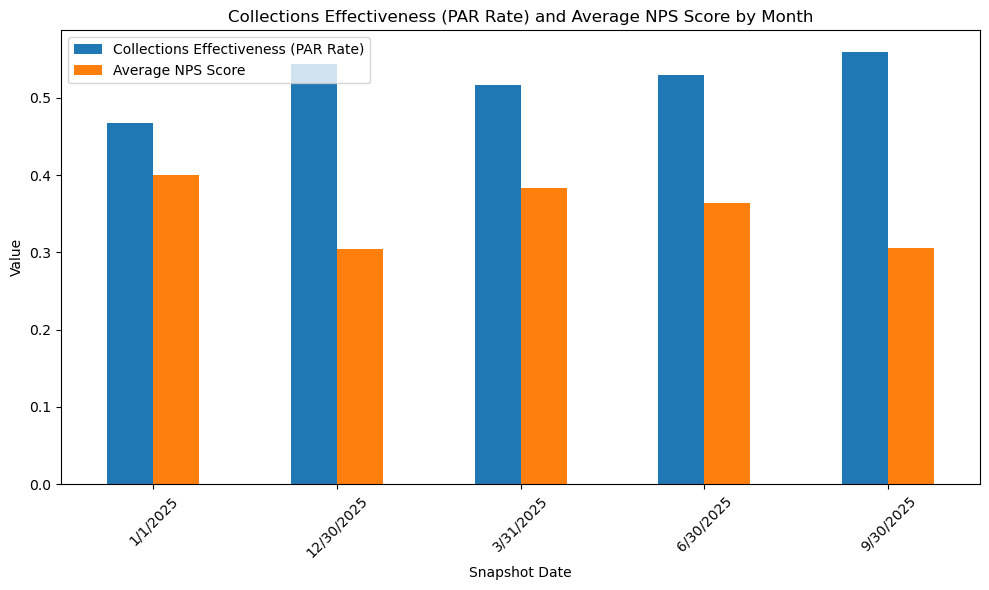 Collections Effectiveness (PAR Rate) and Average NPS Score by Month
Collections Effectiveness (PAR Rate)
Average NPS Score
Value
0.5
0.4
0.3
0.2
0.1
0.0
1/1/2025
12/30/2025
3/31/2025
6/30/2025
9/30/2025
Snapshot Date